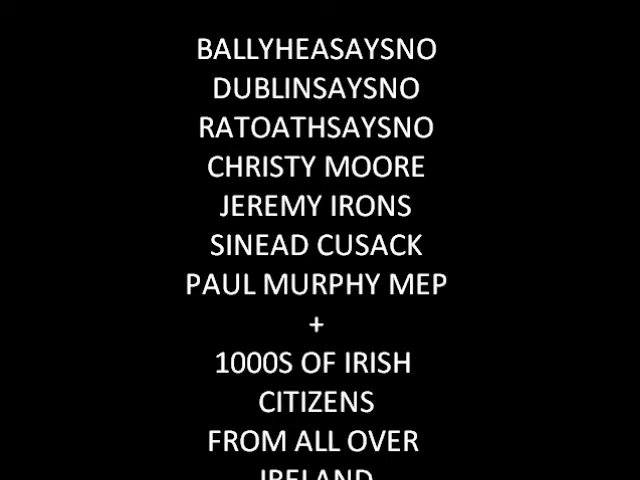 BALLYHEASAYSNO
DUBLINSAYSNO
RATOATHSAYSNO
CHRISTY MOORE
JEREMY IRONS
SINEAD CUSACK
PAUL MURPHY MEP
+
1000S OF IRISH
CITIZENS
FROM ALL OVER
IRELAND